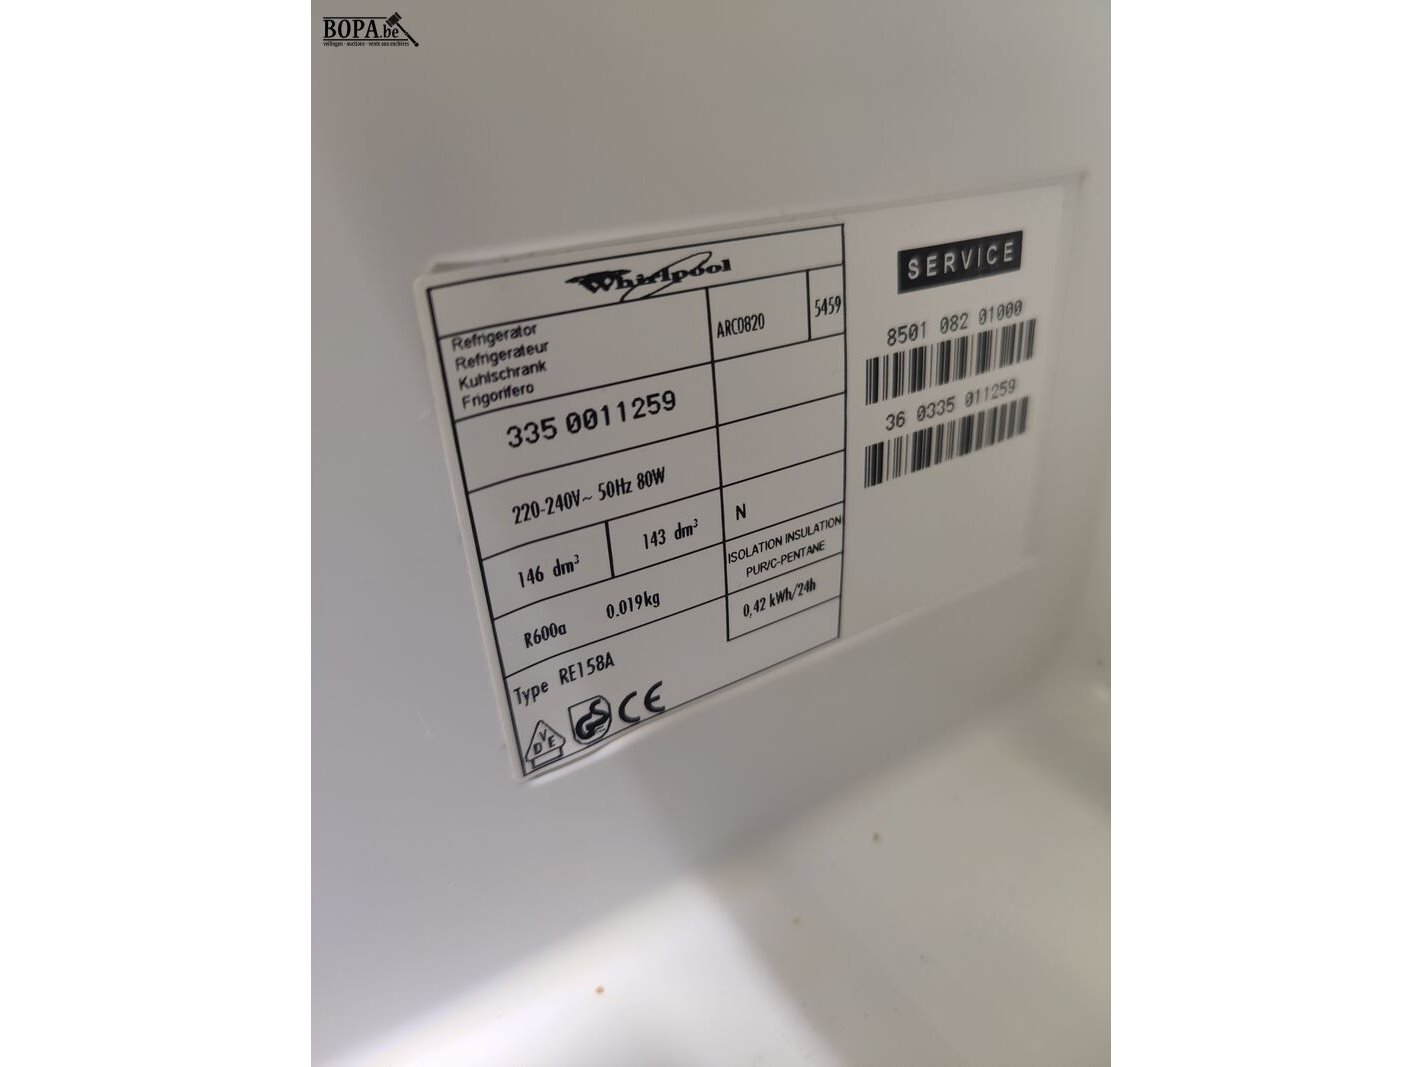 BOPA.be
veilingen - auctions - vente aux enchères
Whirlpool
SERVICE
Refrigerator
Refrigerateur
Kuhlschrank
Frigorifero
ARC0820
5459
8501 082 01000
335 0011259
36 0335 011259
220-240V~ 50Hz 80W
146 dm³
143 dm³
N
ISOLATION INSULATION
PUR/C-PENTANE
R600a 0.019kg
0,42 kWh/24h
Type RE158A
VDE
GS
CE